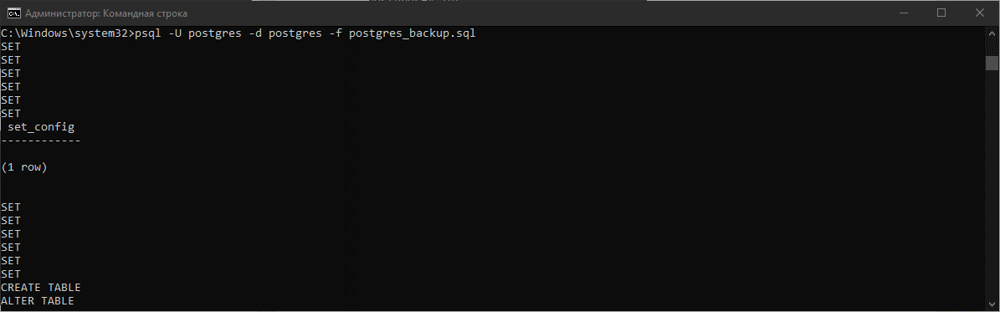 Администратор: Командная строка
C:\Windows\system32>psql -U postgres -d postgres -f postgres_backup.sql
SET
SET
SET
SET
SET
SET
 set_config
------------

(1 row)


SET
SET
SET
SET
SET
SET
CREATE TABLE
ALTER TABLE